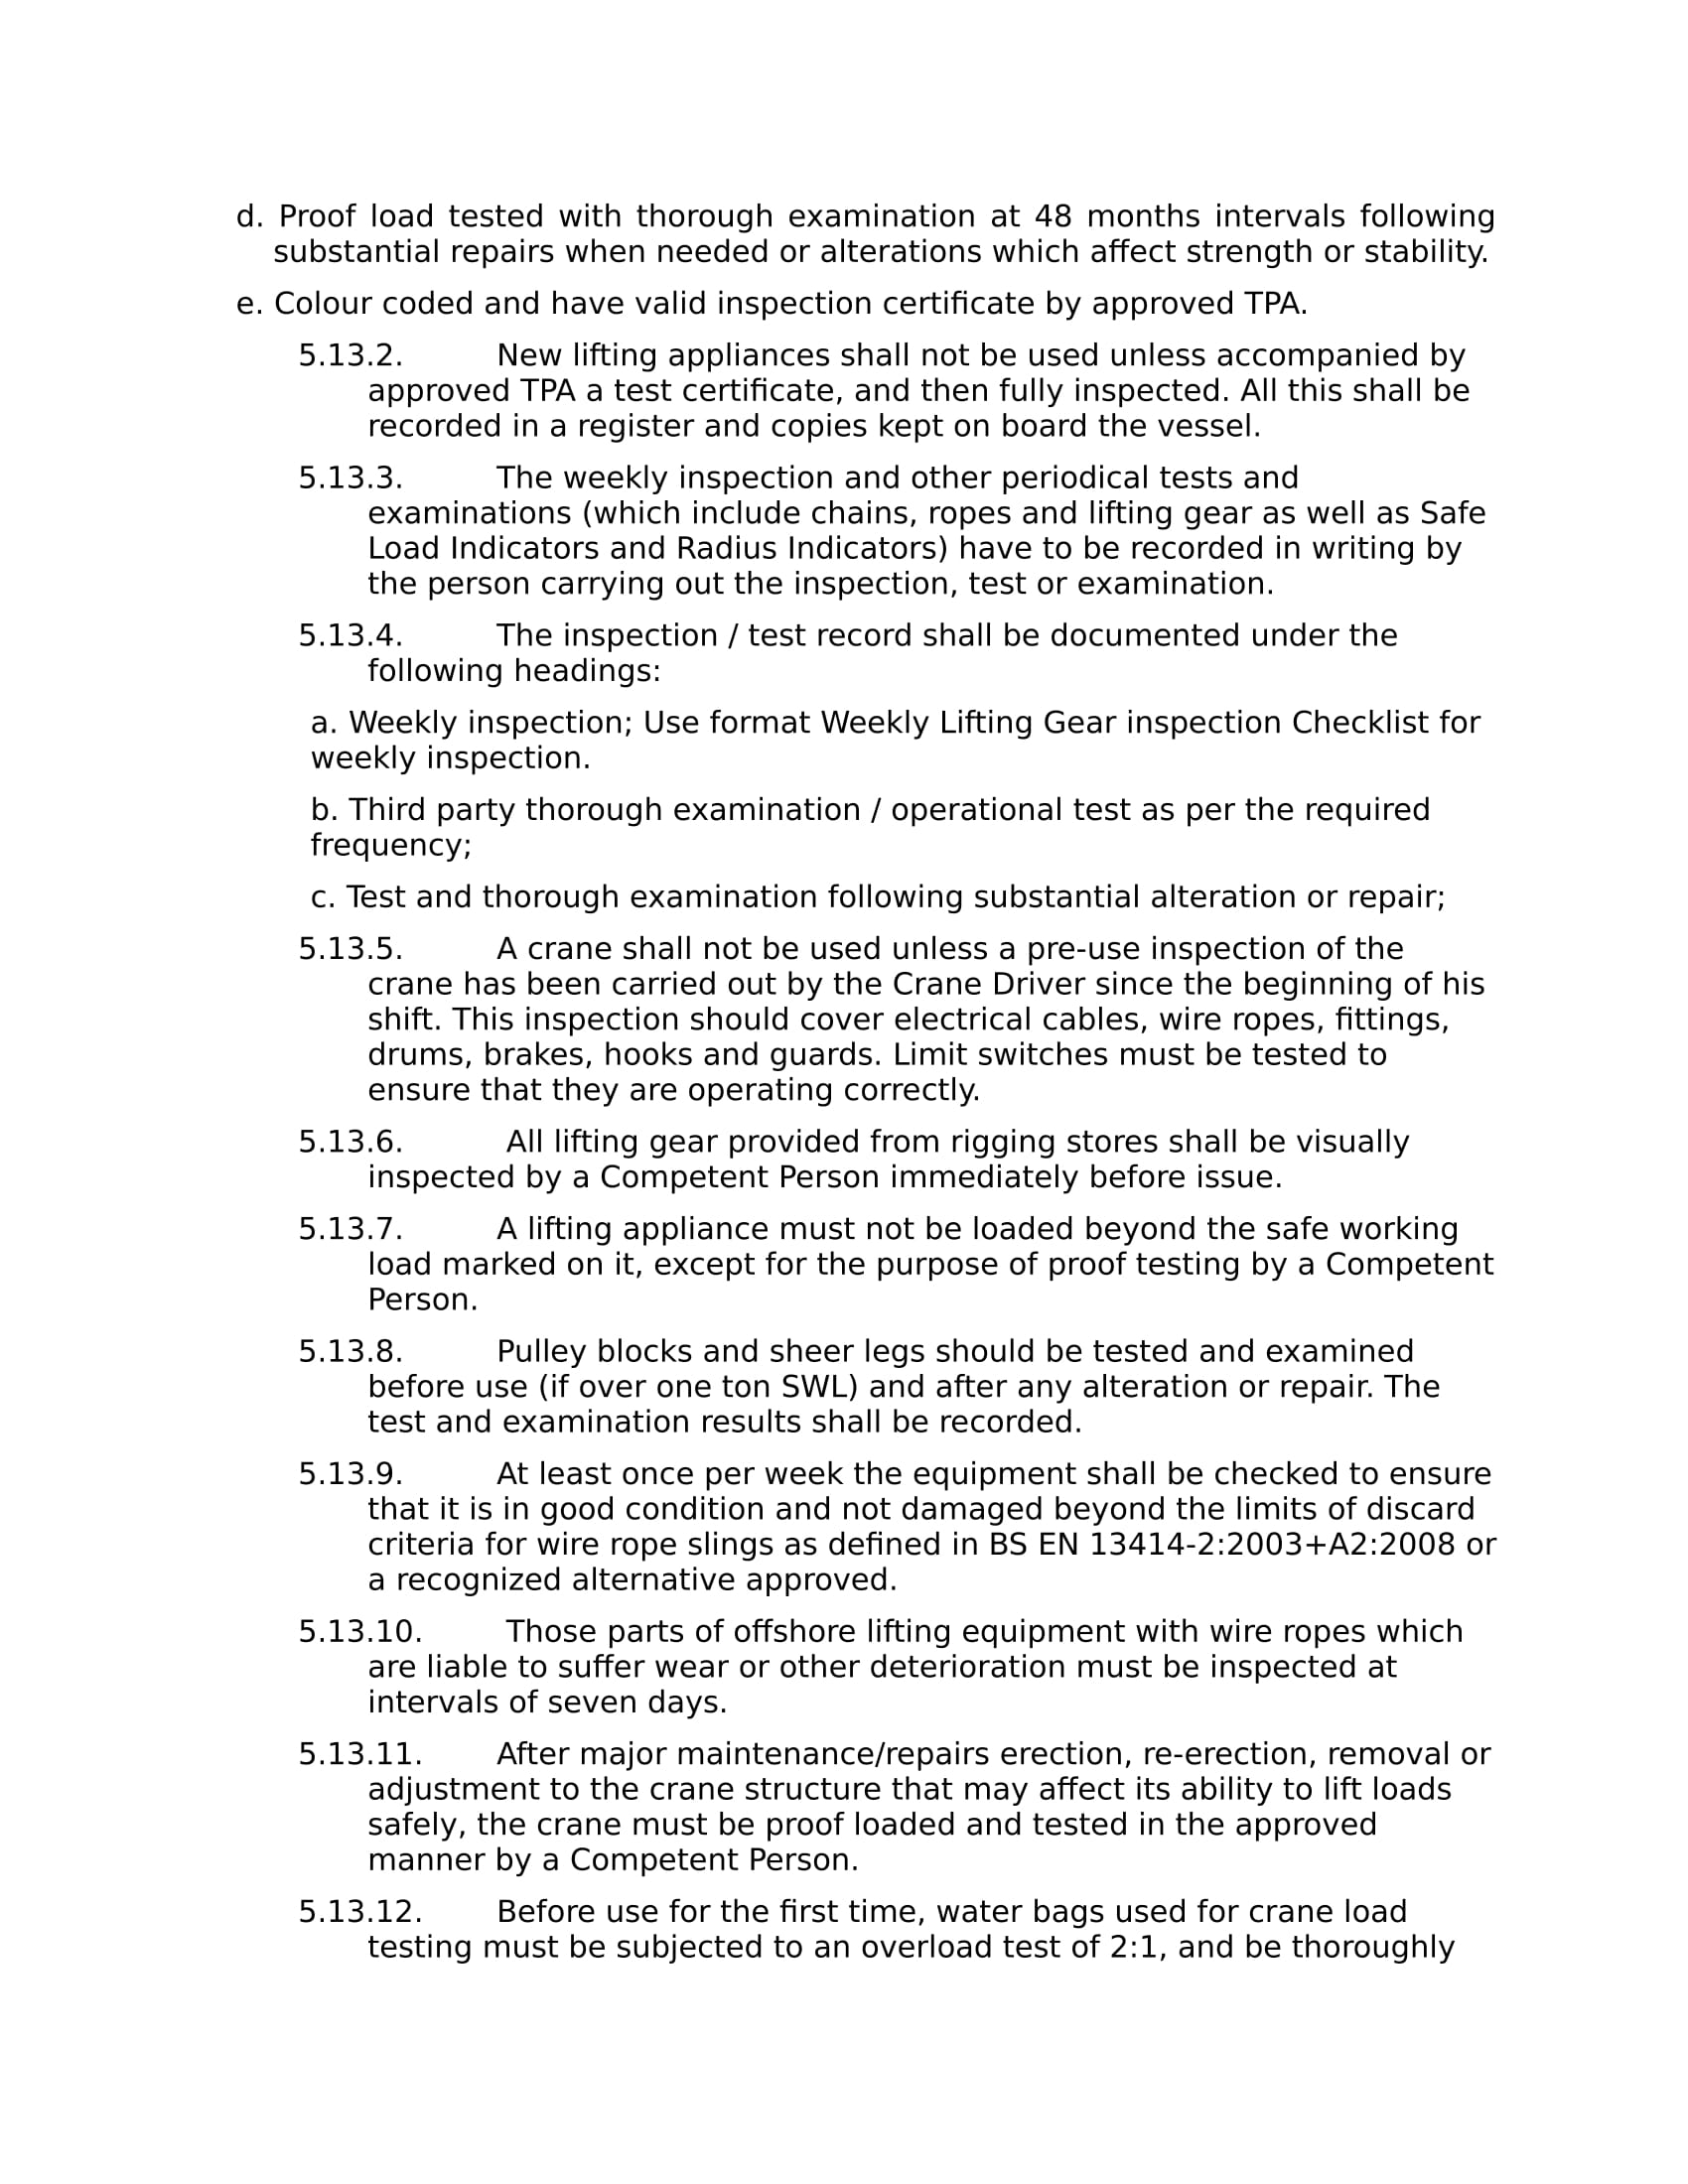 d. Proof load tested with thorough examination at 48 months intervals following
substantial repairs when needed or alterations which affect strength or stability.
e. Colour coded and have valid inspection certificate by approved TPA.
5.13.2. New lifting appliances shall not be used unless accompanied by
approved TPA a test certificate, and then fully inspected. All this shall be
recorded in a register and copies kept on board the vessel.
5.13.3. The weekly inspection and other periodical tests and
examinations (which include chains, ropes and lifting gear as well as Safe
Load Indicators and Radius Indicators) have to be recorded in writing by
the person carrying out the inspection, test or examination.
5.13.4. The inspection / test record shall be documented under the
following headings:
a. Weekly inspection; Use format Weekly Lifting Gear inspection Checklist for
weekly inspection.
b. Third party thorough examination / operational test as per the required
frequency;
c. Test and thorough examination following substantial alteration or repair;
5.13.5. A crane shall not be used unless a pre-use inspection of the
crane has been carried out by the Crane Driver since the beginning of his
shift. This inspection should cover electrical cables, wire ropes, fittings,
drums, brakes, hooks and guards. Limit switches must be tested to
ensure that they are operating correctly.
5.13.6. All lifting gear provided from rigging stores shall be visually
inspected by a Competent Person immediately before issue.
5.13.7. A lifting appliance must not be loaded beyond the safe working
load marked on it, except for the purpose of proof testing by a Competent
Person.
5.13.8. Pulley blocks and sheer legs should be tested and examined
before use (if over one ton SWL) and after any alteration or repair. The
test and examination results shall be recorded.
5.13.9. At least once per week the equipment shall be checked to ensure
that it is in good condition and not damaged beyond the limits of discard
criteria for wire rope slings as defined in BS EN 13414-2:2003+A2:2008 or
a recognized alternative approved.
5.13.10. Those parts of offshore lifting equipment with wire ropes which
are liable to suffer wear or other deterioration must be inspected at
intervals of seven days.
5.13.11. After major maintenance/repairs erection, re-erection, removal or
adjustment to the crane structure that may affect its ability to lift loads
safely, the crane must be proof loaded and tested in the approved
manner by a Competent Person.
5.13.12. Before use for the first time, water bags used for crane load
testing must be subjected to an overload test of 2:1, and be thoroughly